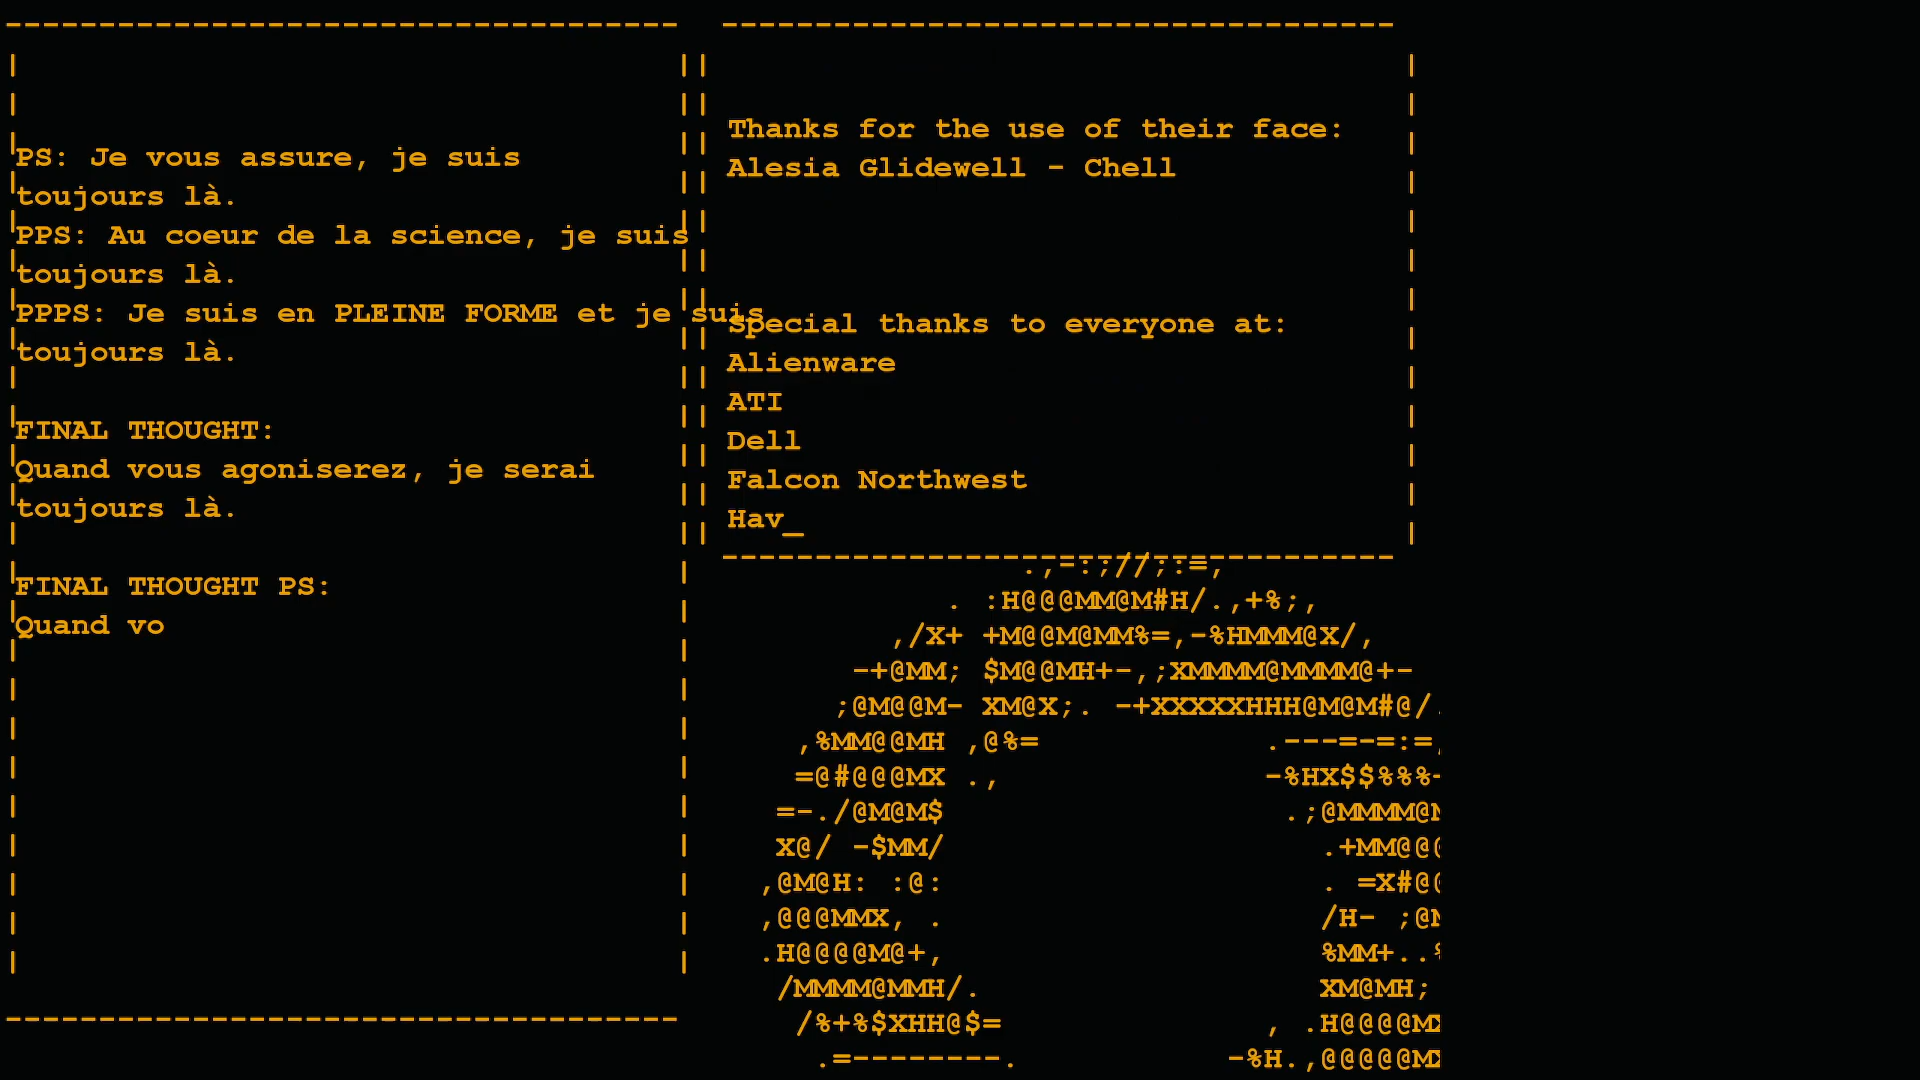 PS: Je vous assure, je suis
toujours là.
PPS: Au coeur de la science, je suis
toujours là.
PPPS: Je suis en PLEINE FORME et je suis
toujours là.
FINAL THOUGHT:
Quand vous agoniserez, je serai
toujours là.
FINAL THOUGHT PS:
Quand vo
Thanks for the use of their face:
Alesia Glidewell - Chell
Special thanks to everyone at:
Alienware
ATI
Dell
Falcon Northwest
Hav_